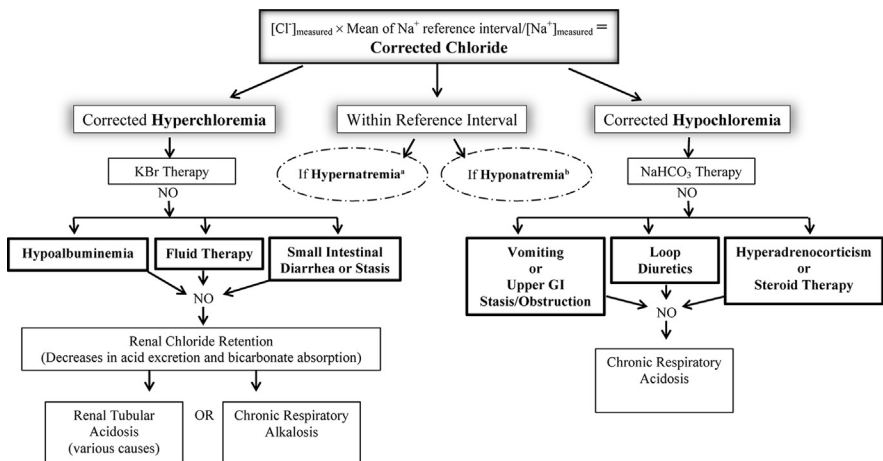 [Cl⁻]measured × Mean of Na⁺ reference interval/[Na⁺]measured =
Corrected Chloride
Corrected Hyperchloremia
Within Reference Interval
Corrected Hypochloremia
KBr Therapy
If Hypernatremiaᵃ
If Hyponatremiaᵇ
NaHCO₃ Therapy
NO
NO
Hypoalbuminemia
Fluid Therapy
Small Intestinal
Diarrhea or Stasis
Vomiting
or
Upper GI
Stasis/Obstruction
Loop
Diuretics
Hyperadrenocorticism
or
Steroid Therapy
NO
NO
Renal Chloride Retention
(Decreases in acid excretion and bicarbonate absorption)
Chronic Respiratory
Acidosis
Renal Tubular
Acidosis
(various causes)
OR
Chronic Respiratory
Alkalosis